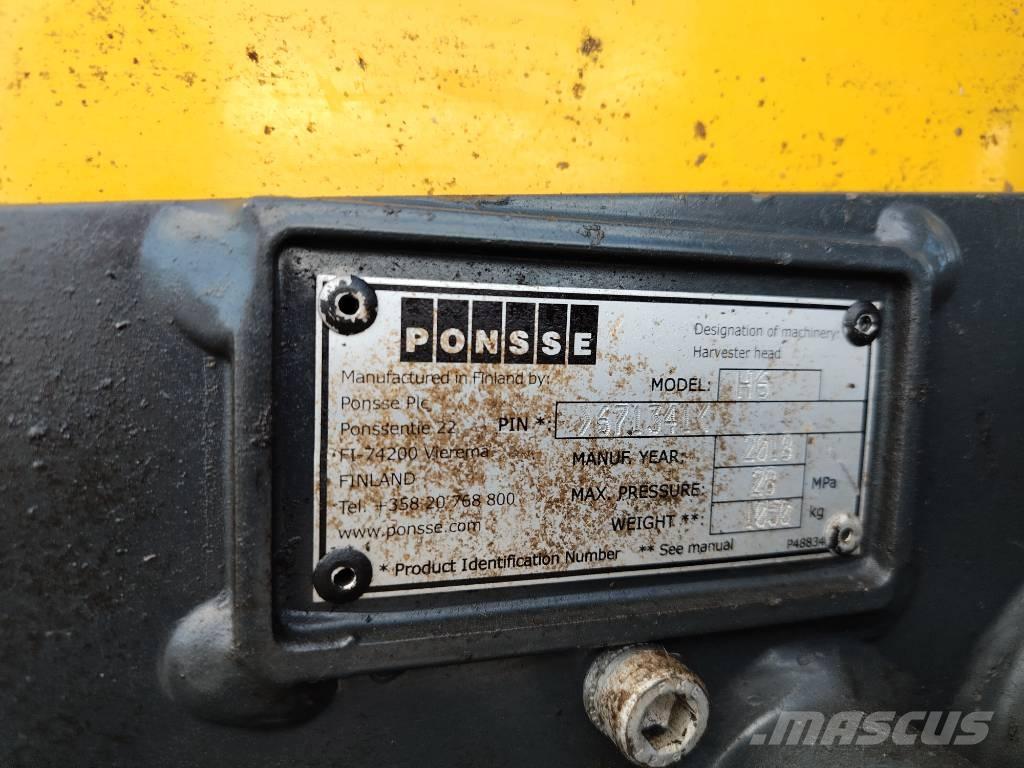 PONSSE
Designation of machinery:
Harvester head
Manufactured in Finland by:
Ponsse Plc
Ponssentie 22
FI-74200 Vieremä
FINLAND
Tel. +358 20 768 800
www.ponsse.com
MODEL: H6
PIN *:
MANUF. YEAR:
MAX. PRESSURE: MPa
WEIGHT **: 1050 kg
* Product Identification Number ** See manual
MASCUS